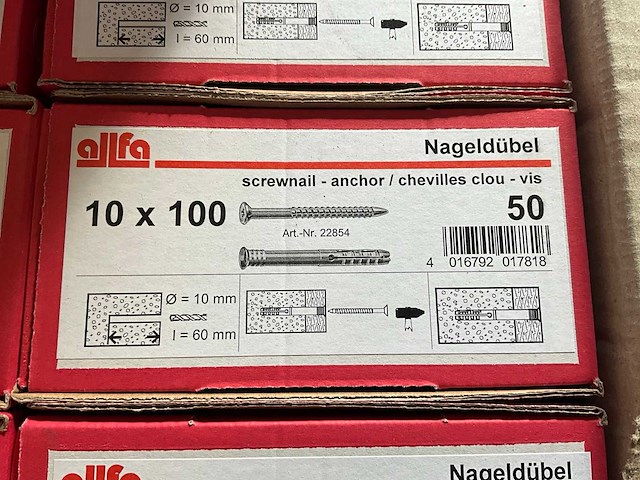 Ø = 10 mm
l = 60 mm
allfa
Nageldübel
screwnail - anchor / chevilles clou - vis
10 x 100
50
Art.-Nr. 22854
4 016792 017818
Ø = 10 mm
l = 60 mm
allfa
Nageldübel